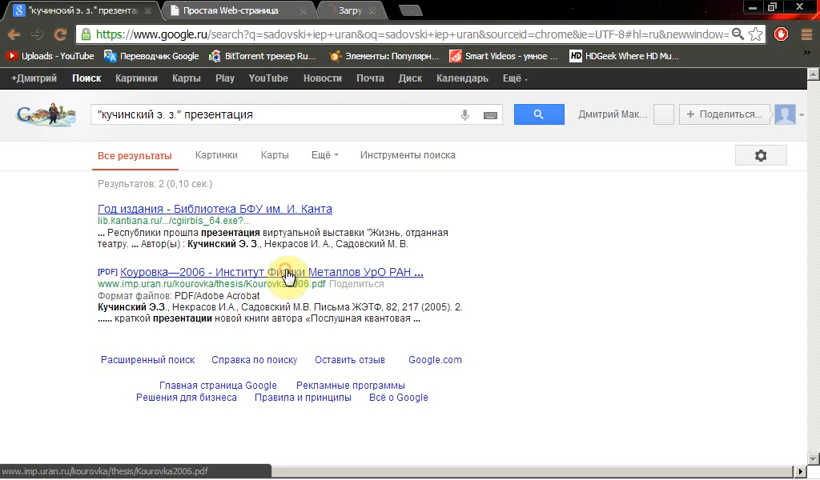 "кучинский э. з." презента
Простая Web-страница
Загру
https://www.google.ru/search?q=sadovski+iep+uran&oq=sadovski+iep+uran&sourceid=chrome&ie=UTF-8#hl=ru&newwindow=
Uploads - YouTube
Переводчик Google
BitTorrent трекер Ru...
Элементы: Популярн...
Smart Videos - умное ...
HDGeek Where HD Mu...
+Дмитрий Поиск Картинки Карты Play YouTube Новости Почта Диск Календарь Ещё
"кучинский э. з." презентация
Дмитрий Мак...
+ Поделиться...
Все результаты Картинки Карты Ещё Инструменты поиска
Результатов: 2 (0,10 сек.)
Год издания - Библиотека БФУ им. И. Канта
lib.kantiana.ru/.../cgiirbis_64.exe?...
... Республики прошла презентация виртуальной выставки "Жизнь, отданная
театру. ... Автор(ы) : Кучинский Э. З., Некрасов И. А., Садовский М. В.
[PDF] Коуровка—2006 - Институт Физики Металлов УрО РАН ...
www.imp.uran.ru/kourovka/thesis/Kourovka2006.pdf Поделиться
Формат файлов: PDF/Adobe Acrobat
Кучинский Э.З., Некрасов И.А., Садовский М.В. Письма ЖЭТФ, 82, 217 (2005). 2.
...... краткой презентации новой книги автора «Послушная квантовая ...
Расширенный поиск Справка по поиску Оставить отзыв Google.com
Главная страница Google Рекламные программы
Решения для бизнеса Правила и принципы Всё о Google
www.imp.uran.ru/kourovka/thesis/Kourovka2006.pdf